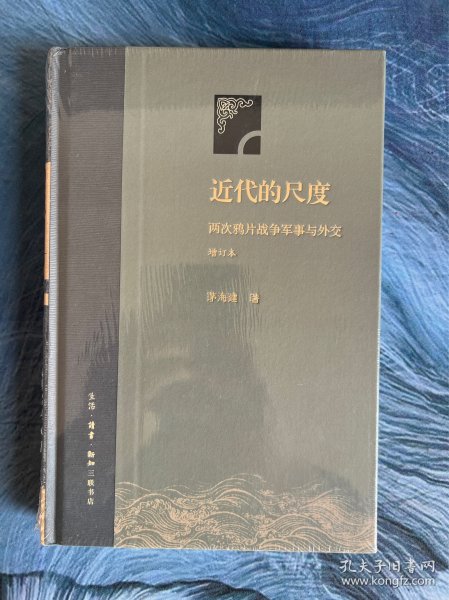 近代的尺度
两次鸦片战争军事与外交
增订本
茅海建 著
生活·讀書·新知三联书店
孔夫子旧书网
www.kongfz.com